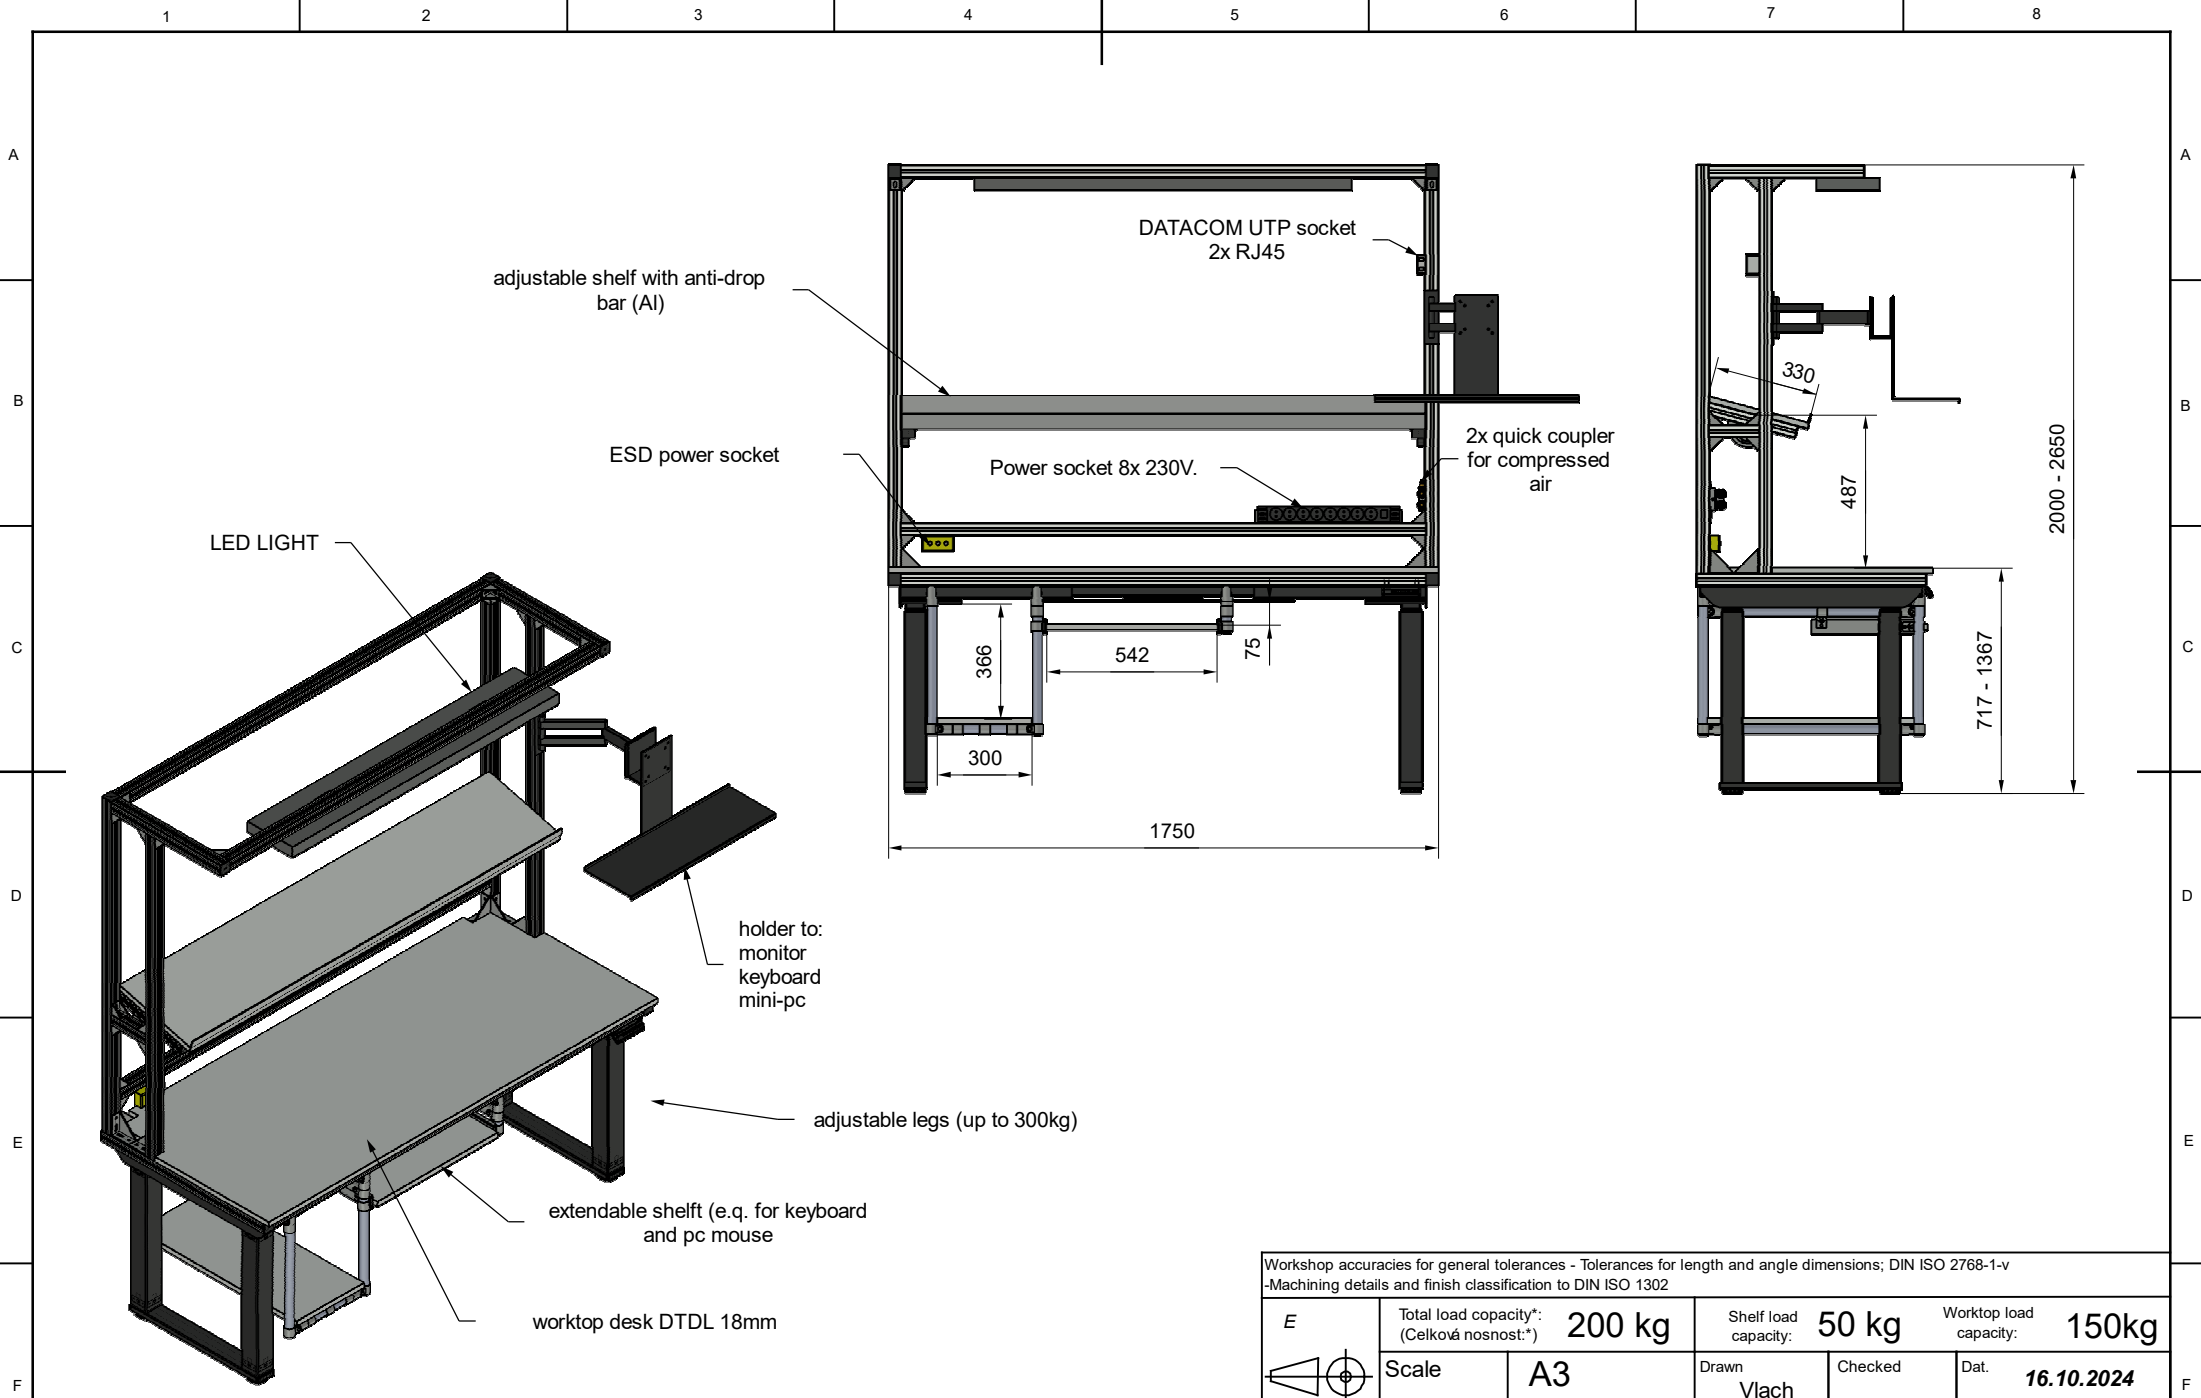 1 2 3 4 5 6 7 8
A A
DATACOM UTP socket
2x RJ45
adjustable shelf with anti-drop
bar (Al)
330
B B
2x quick coupler
for compressed
air
ESD power socket
Power socket 8x 230V.
487
2000 - 2650
LED LIGHT
C C
366
542
75
717 - 1367
300
1750
D D
holder to:
monitor
keyboard
mini-pc
adjustable legs (up to 300kg)
E E
extendable shelft (e.q. for keyboard
and pc mouse
worktop desk DTDL 18mm
Workshop accuracies for general tolerances - Tolerances for length and angle dimensions; DIN ISO 2768-1-v
-Machining details and finish classification to DIN ISO 1302
E
Total load copacity*:
(Celková nosnost:*)
200 kg
Shelf load
capacity:
50 kg
Worktop load
capacity:
150kg
Scale
A3
Drawn
Vlach
Checked
Dat.
16.10.2024
F F